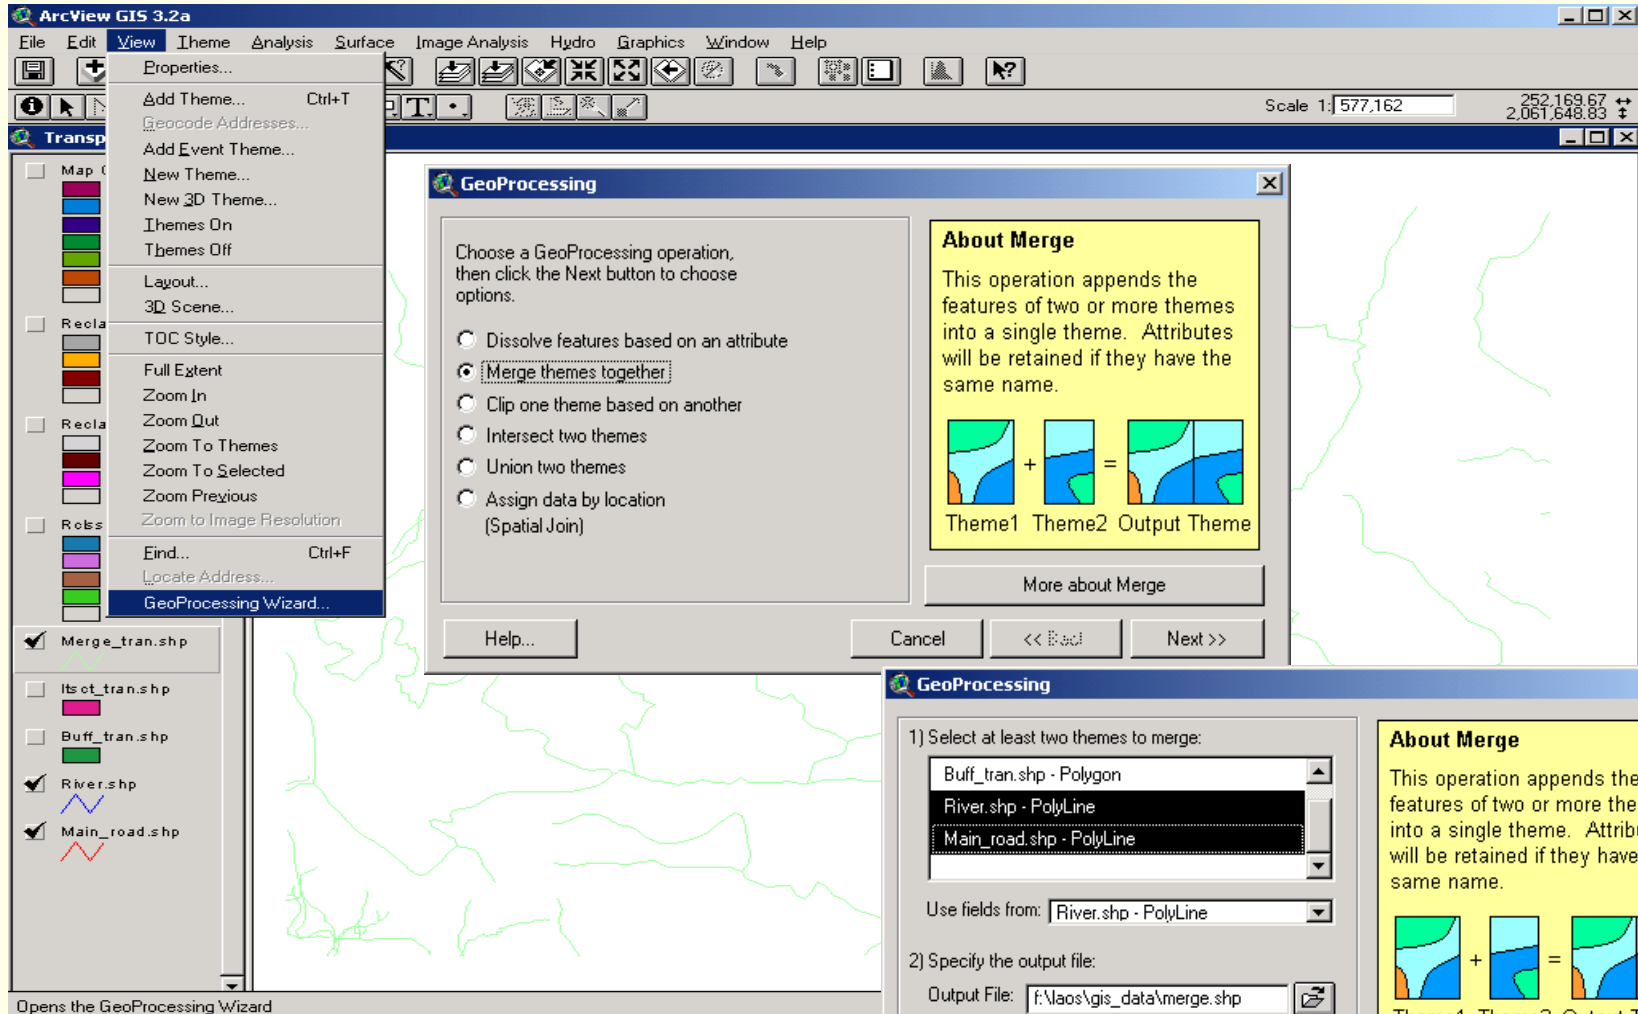 ArcView GIS 3.2a
File Edit View Theme Analysis Surface Image Analysis Hydro Graphics Window Help
Scale 1: 577,162
252,169.67
2,061,648.83
Transp
Properties...
Add Theme... Ctrl+T
Geocode Addresses...
Add Event Theme...
New Theme...
New 3D Theme...
Themes On
Themes Off
Layout...
3D Scene...
TOC Style...
Full Extent
Zoom In
Zoom Out
Zoom To Themes
Zoom To Selected
Zoom Previous
Zoom to Image Resolution
Find... Ctrl+F
Locate Address...
GeoProcessing Wizard...
Map
Recla
Recla
Merge_tran.shp
Itsct_tran.shp
Buff_tran.shp
River.shp
Main_road.shp
GeoProcessing
Choose a GeoProcessing operation,
then click the Next button to choose
options.
Dissolve features based on an attribute
Merge themes together
Clip one theme based on another
Intersect two themes
Union two themes
Assign data by location
(Spatial Join)
About Merge
This operation appends the
features of two or more themes
into a single theme. Attributes
will be retained if they have the
same name.
+ =
Theme1 Theme2 Output Theme
More about Merge
Help... Cancel << Back Next >>
GeoProcessing
1) Select at least two themes to merge:
Buff_tran.shp - Polygon
River.shp - PolyLine
Main_road.shp - PolyLine
Use fields from: River.shp - PolyLine
2) Specify the output file:
Output File: f:\laos\gis_data\merge.shp
About Merge
This operation appends the
features of two or more the
into a single theme. Attrib
will be retained if they have
same name.
+ =
Theme1 Theme2 Output T
Opens the GeoProcessing Wizard